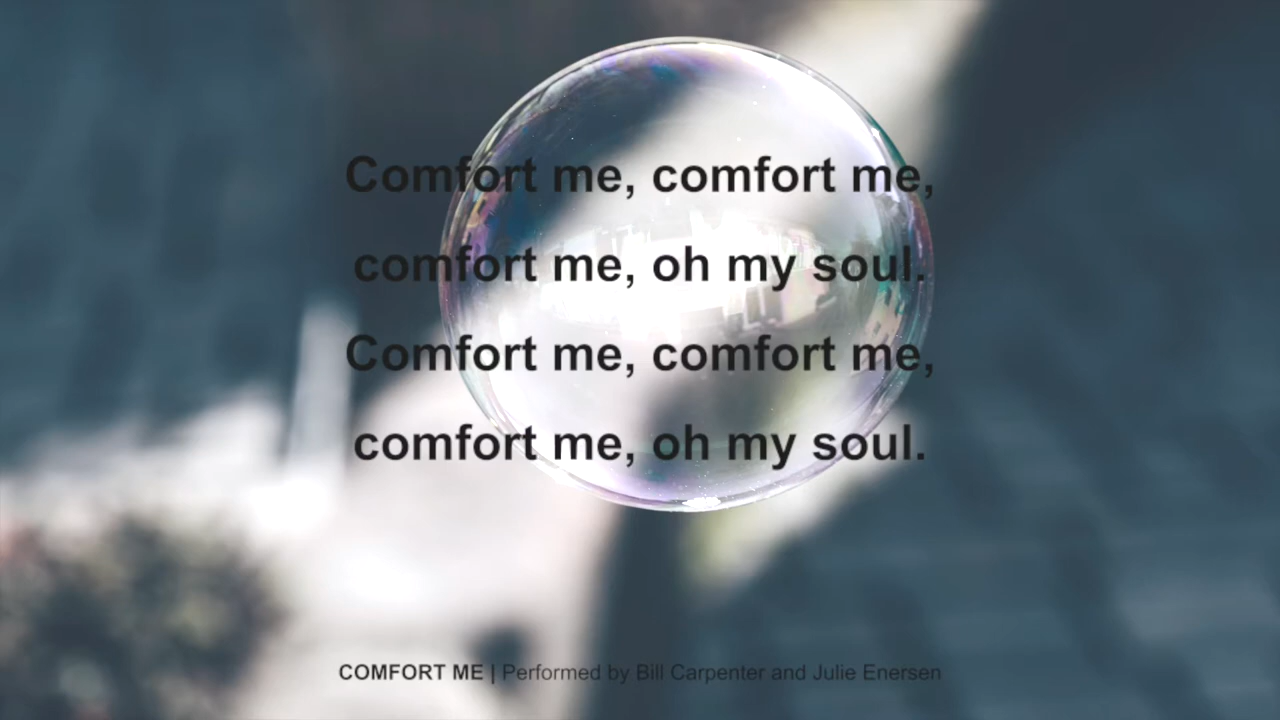 Comfort me, comfort me,
comfort me, oh my soul.
Comfort me, comfort me,
comfort me, oh my soul.
COMFORT ME | Performed by Bill Carpenter and Julie Enersen